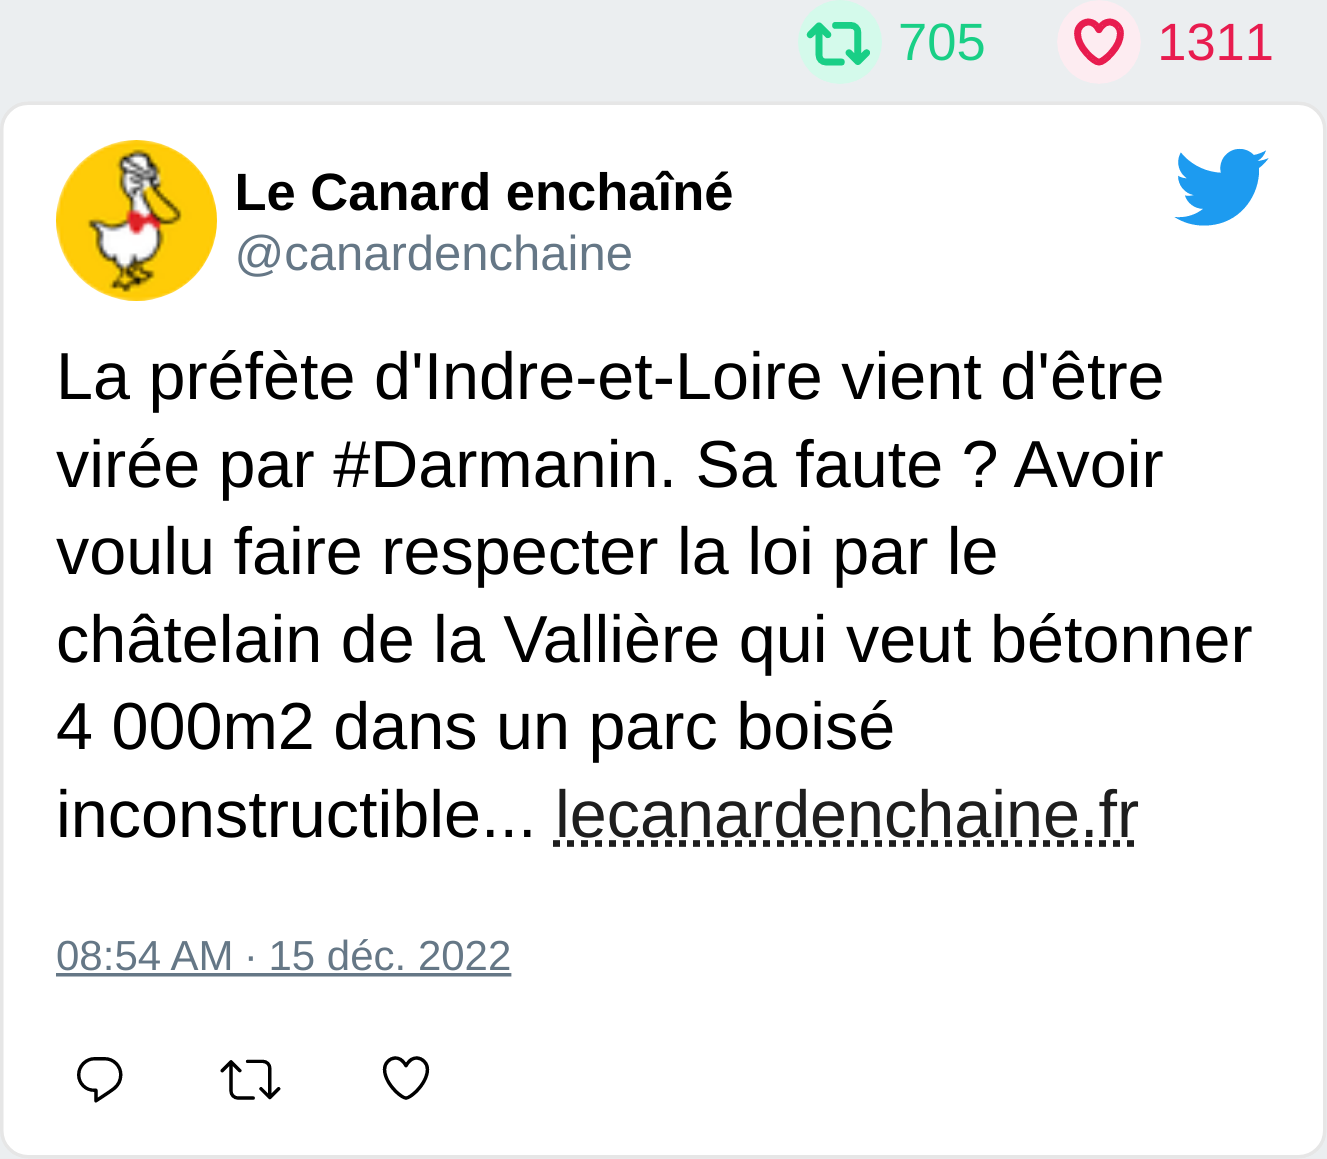 705 1311
Le Canard enchaîné
@canardenchaine
La préfète d'Indre-et-Loire vient d'être
virée par #Darmanin. Sa faute ? Avoir
voulu faire respecter la loi par le
châtelain de la Vallière qui veut bétonner
4 000m2 dans un parc boisé
inconstructible... lecanardenchaine.fr
08:54 AM · 15 déc. 2022